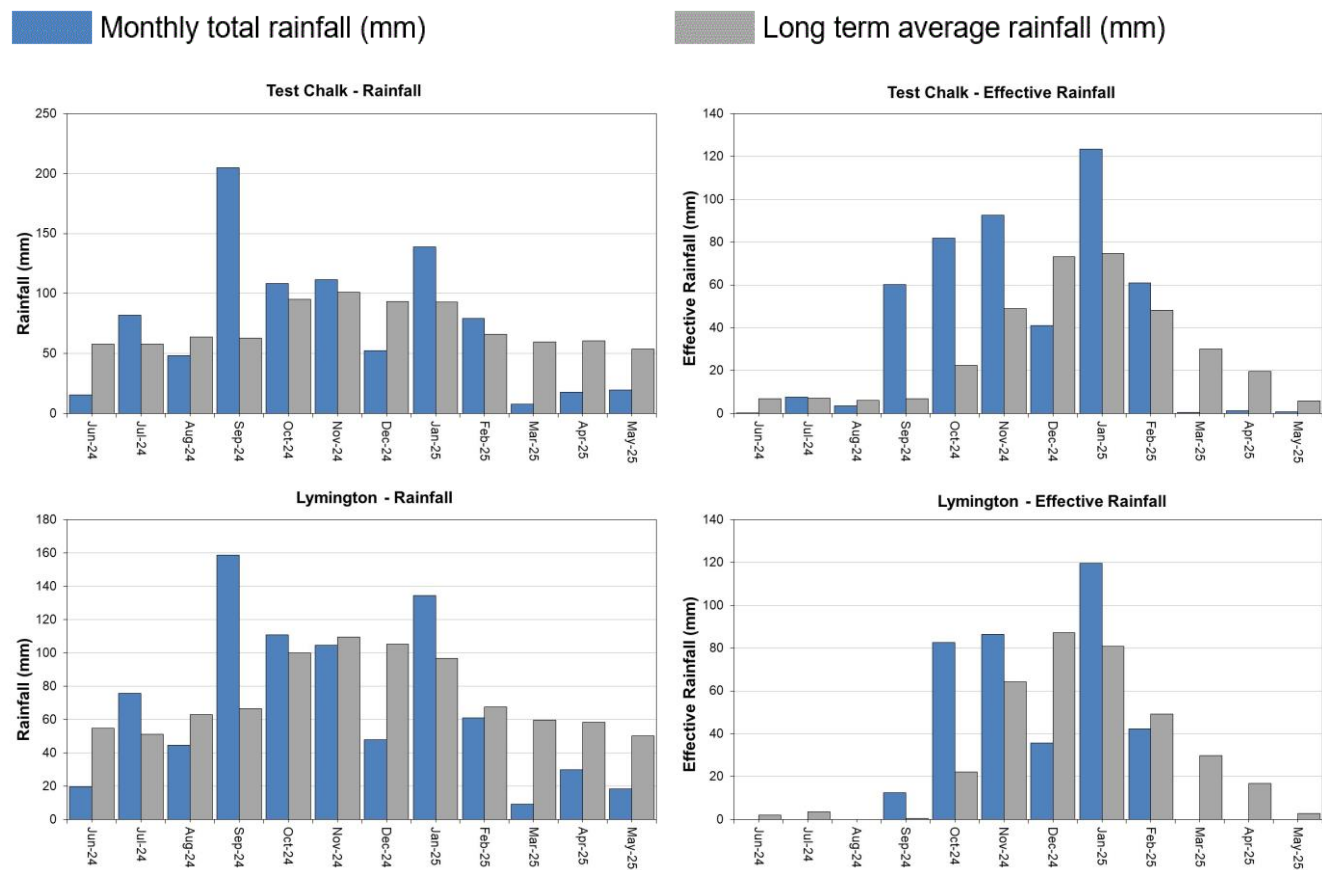 Monthly total rainfall (mm)
Long term average rainfall (mm)
Test Chalk - Rainfall
Rainfall (mm)
250
200
150
100
50
0
Jun-24
Jul-24
Aug-24
Sep-24
Oct-24
Nov-24
Dec-24
Jan-25
Feb-25
Mar-25
Apr-25
May-25
Test Chalk - Effective Rainfall
Effective Rainfall (mm)
140
120
100
80
60
40
20
0
Jun-24
Jul-24
Aug-24
Sep-24
Oct-24
Nov-24
Dec-24
Jan-25
Feb-25
Mar-25
Apr-25
May-25
Lymington - Rainfall
Rainfall (mm)
180
160
140
120
100
80
60
40
20
0
Jun-24
Jul-24
Aug-24
Sep-24
Oct-24
Nov-24
Dec-24
Jan-25
Feb-25
Mar-25
Apr-25
May-25
Lymington - Effective Rainfall
Effective Rainfall (mm)
140
120
100
80
60
40
20
0
Jun-24
Jul-24
Aug-24
Sep-24
Oct-24
Nov-24
Dec-24
Jan-25
Feb-25
Mar-25
Apr-25
May-25